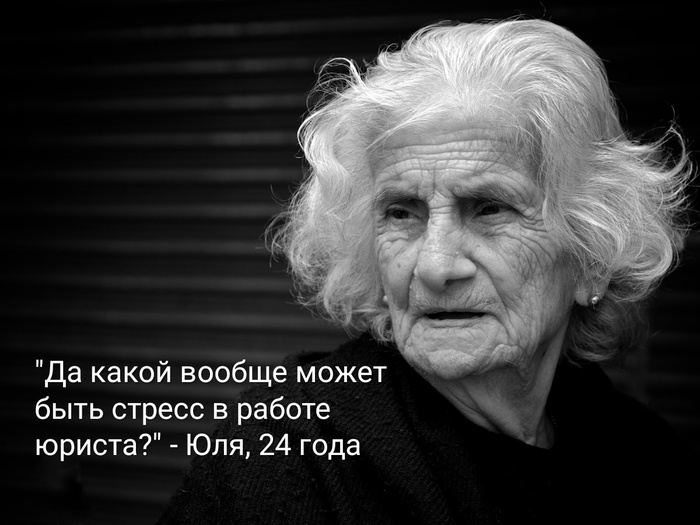 "Да какой вообще может
быть стресс в работе
юриста?" - Юля, 24 года